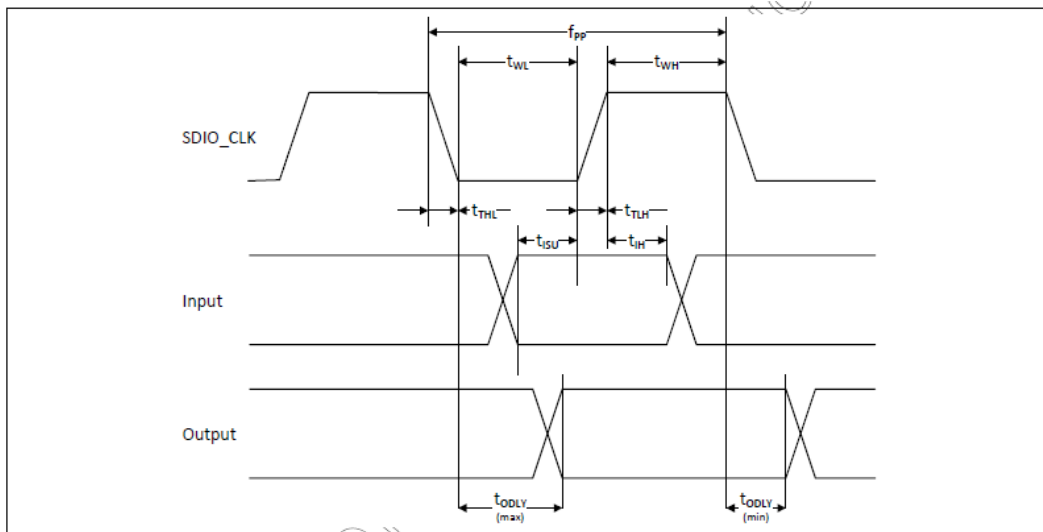 fPP
tWL
tWH
SDIO_CLK
tTHL
tTLH
tISU
tIH
Input
Output
tODLY
(max)
tODLY
(min)